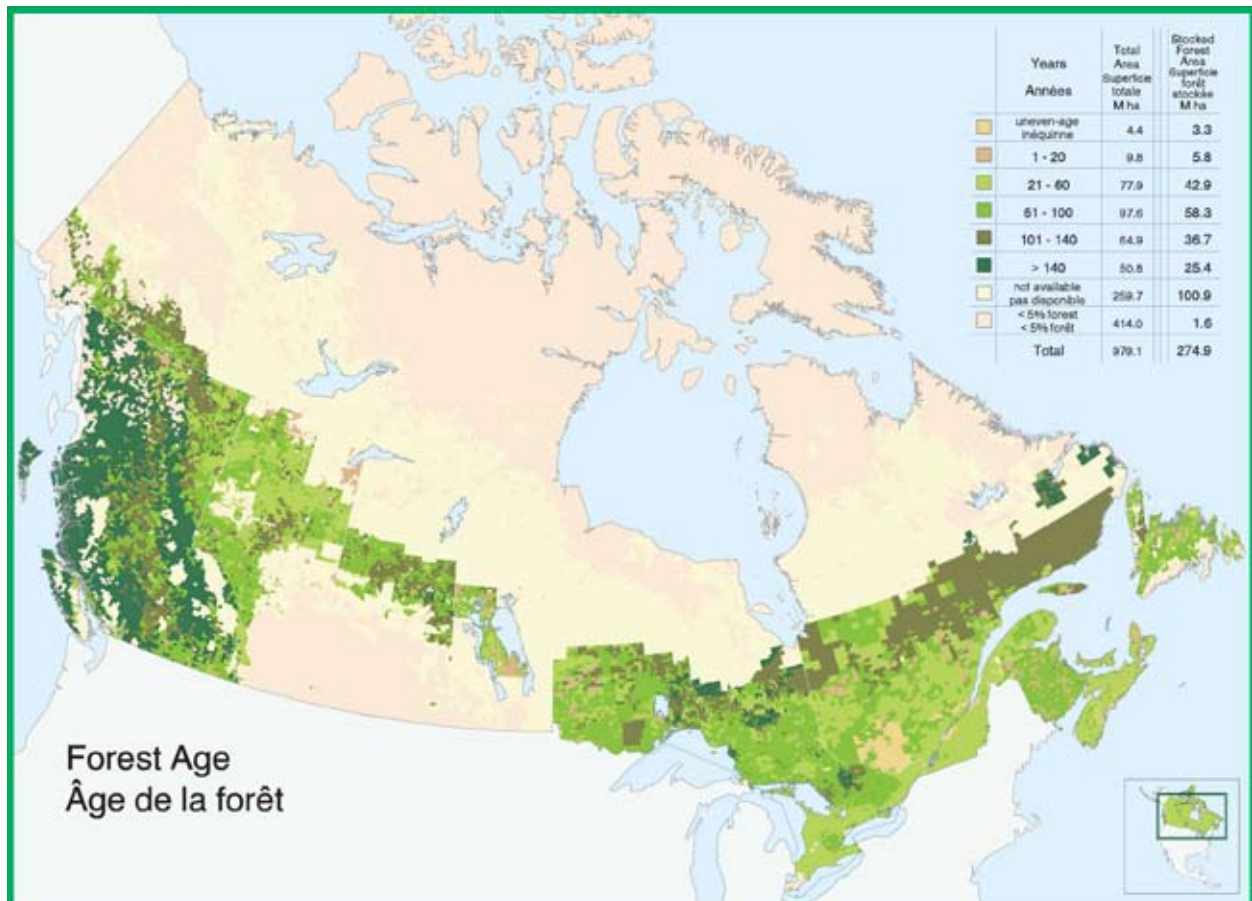 Years
Années
Total
Area
Superficie
totale
M ha
Stocked
Forest
Area
Superficie
forêt
stockée
M ha
uneven-age
inéquinne
4.4 3.3
1 - 20 9.8 5.8
21 - 60 77.9 42.9
61 - 100 97.6 58.3
101 - 140 64.9 36.7
> 140 50.8 25.4
not available
pas disponible
259.7 100.9
< 5% forest
< 5% forêt
414.0 1.6
Total 979.1 274.9
Forest Age
Âge de la forêt